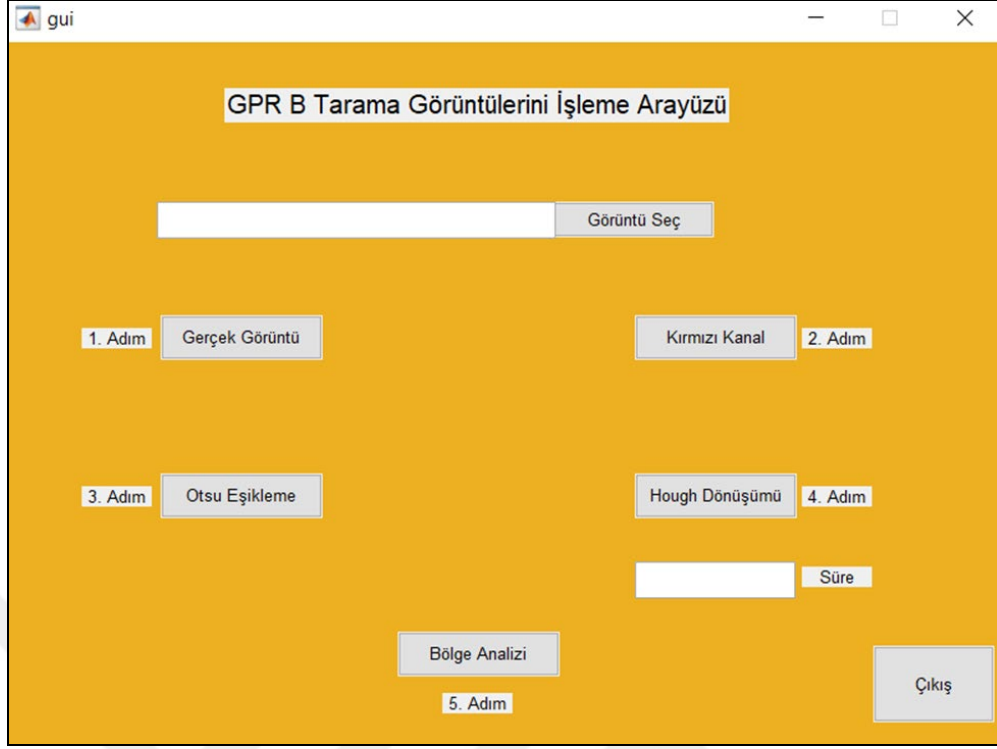 gui
GPR B Tarama Görüntülerini İşleme Arayüzü
Görüntü Seç
1. Adım
Gerçek Görüntü
Kırmızı Kanal
2. Adım
3. Adım
Otsu Eşikleme
Hough Dönüşümü
4. Adım
Süre
Bölge Analizi
5. Adım
Çıkış